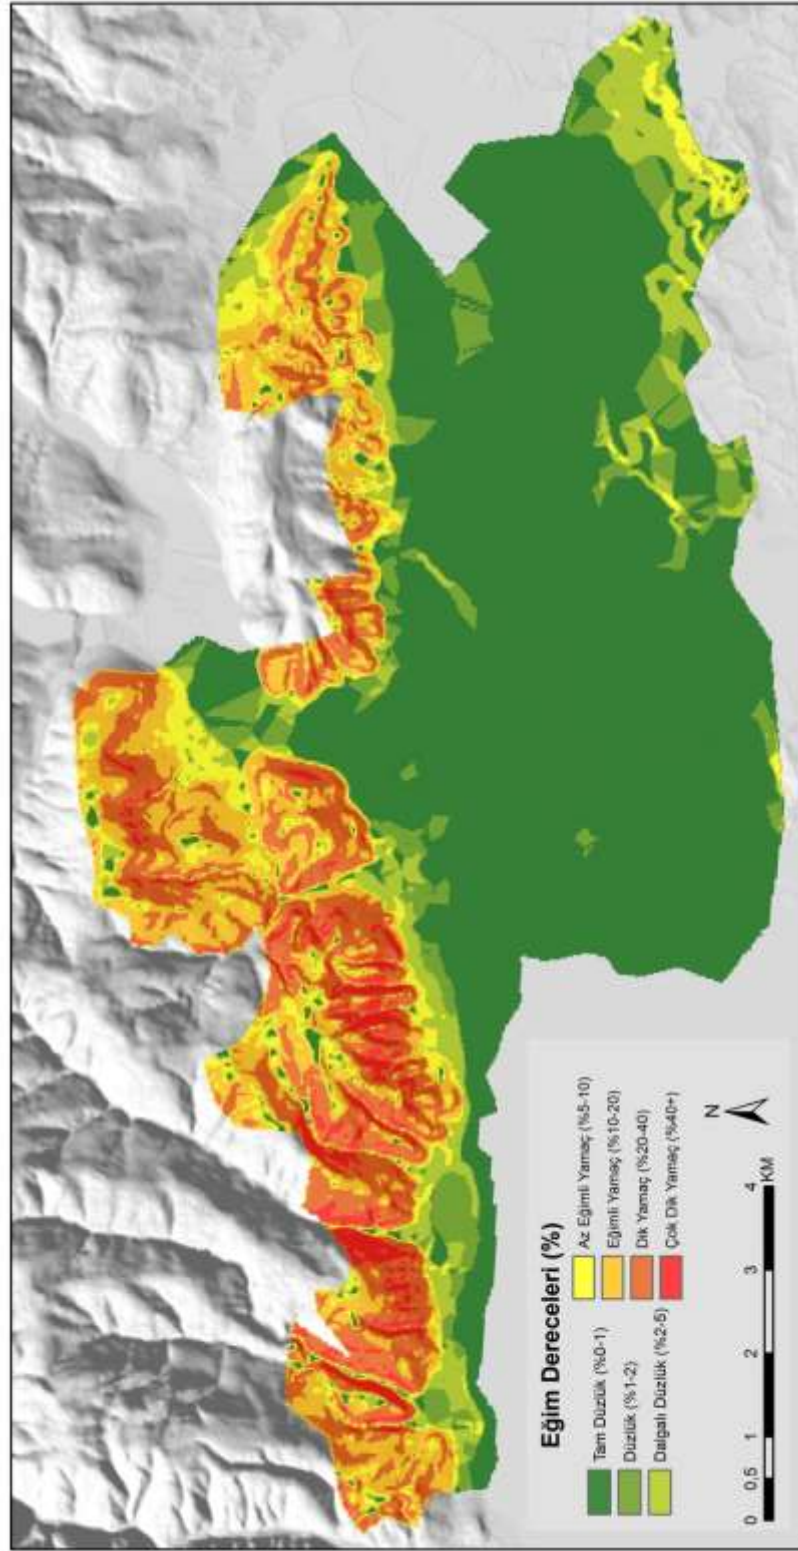 Eğim Dereceleri (%)
Tam Düzlük (%0-1)
Düzlük (%1-2)
Dalgalı Düzlük (%2-5)
Az Eğimli Yamaç (%5-10)
Eğimli Yamaç (%10-20)
Dik Yamaç (%20-40)
Çok Dik Yamaç (%40+)
N
0 0,5 1 2 3 4 KM